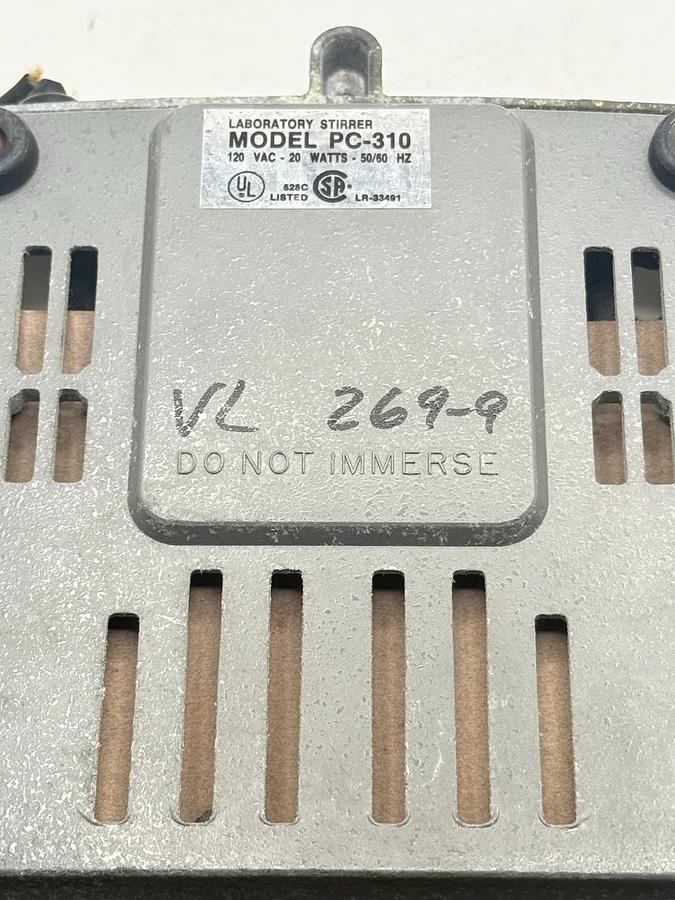 LABORATORY STIRRER
MODEL PC-310
120 VAC - 20 WATTS - 50/60 HZ
UL 528C LISTED SA LR-33491
VL 269-9
DO NOT IMMERSE